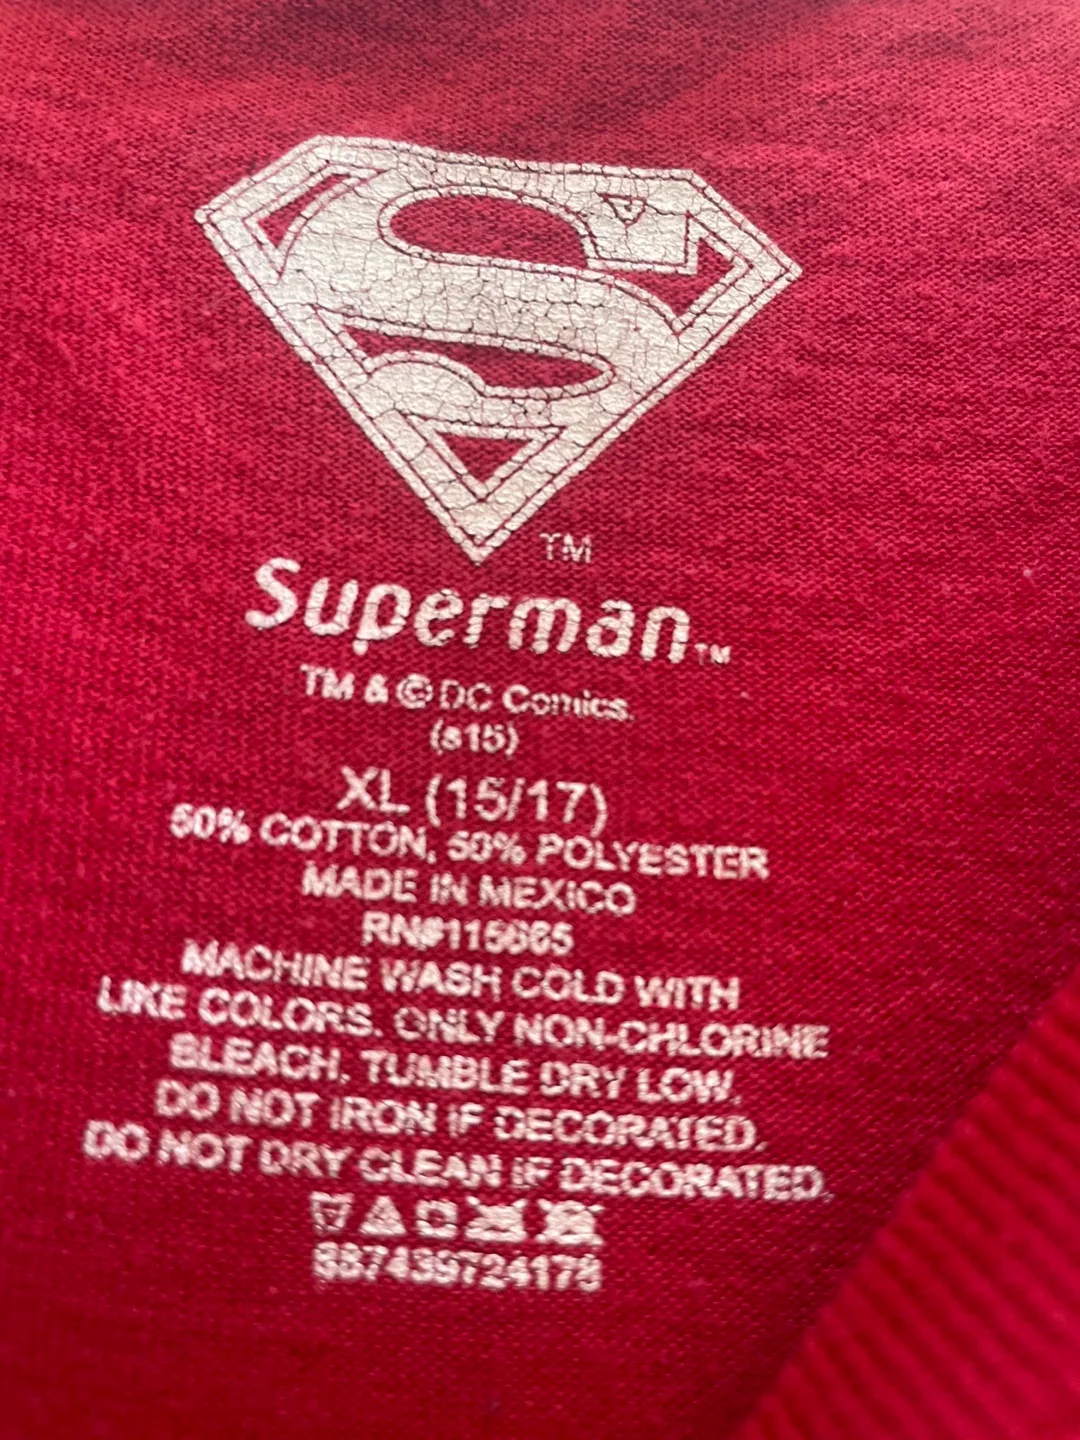 S
TM
Superman™
TM & © DC Comics.
(s15)
XL (15/17)
50% COTTON, 50% POLYESTER
MADE IN MEXICO
RN#115665
MACHINE WASH COLD WITH
LIKE COLORS. ONLY NON-CHLORINE
BLEACH. TUMBLE DRY LOW.
DO NOT IRON IF DECORATED.
DO NOT DRY CLEAN IF DECORATED.